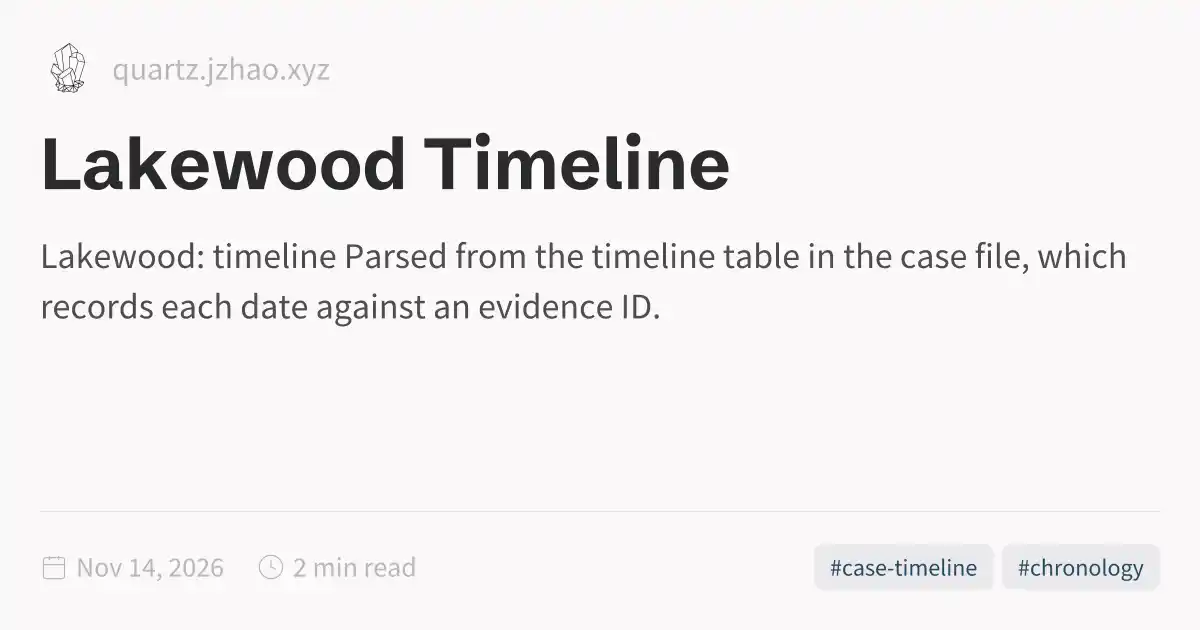 quartz.jzhao.xyz
Lakewood Timeline
Lakewood: timeline Parsed from the timeline table in the case file, which
records each date against an evidence ID.
Nov 14, 2026
2 min read
#case-timeline
#chronology